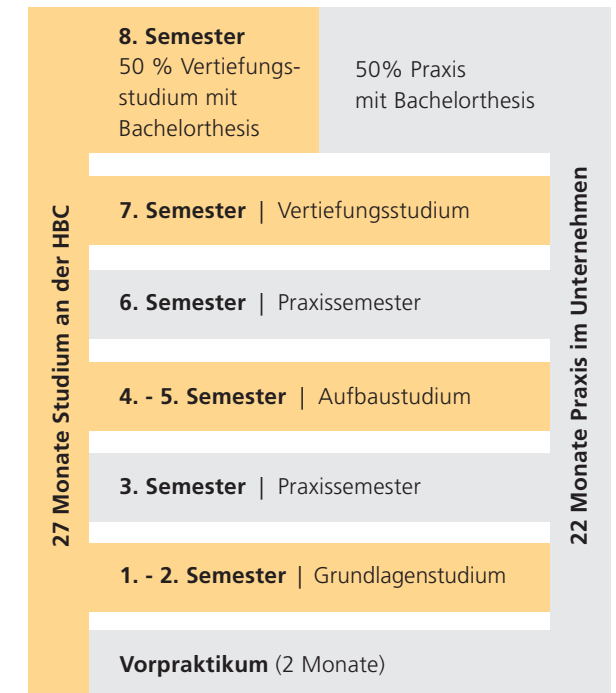 8. Semester
50 % Vertiefungs-
studium mit
Bachelorthesis
50% Praxis
mit Bachelorthesis
7. Semester | Vertiefungsstudium
6. Semester | Praxissemester
4. - 5. Semester | Aufbaustudium
3. Semester | Praxissemester
1. - 2. Semester | Grundlagenstudium
Vorpraktikum (2 Monate)
27 Monate Studium an der HBC
22 Monate Praxis im Unternehmen